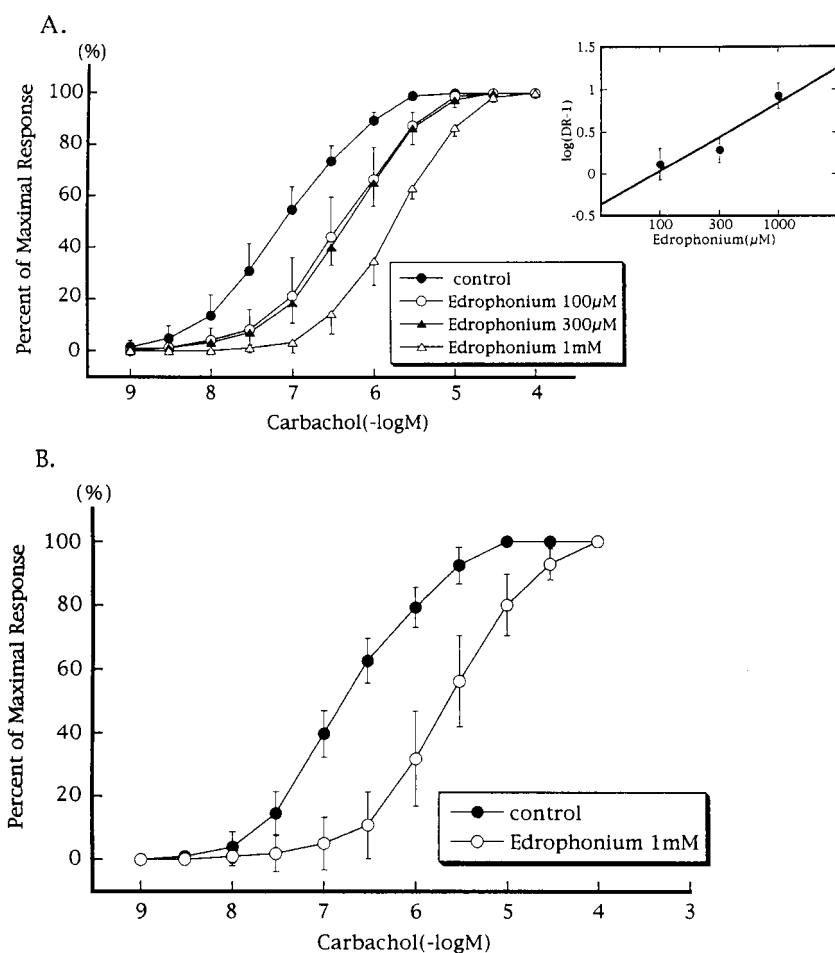 A.
(%)
Percent of Maximal Response
100
80
60
40
20
0
9 8 7 6 5 4
Carbachol(-logM)
control
Edrophonium 100μM
Edrophonium 300μM
Edrophonium 1mM
log(DR-1)
1.5
1
0.5
0
-0.5
100 300 1000
Edrophonium(μM)
B.
(%)
Percent of Maximal Response
100
80
60
40
20
0
9 8 7 6 5 4 3
Carbachol(-logM)
control
Edrophonium 1mM